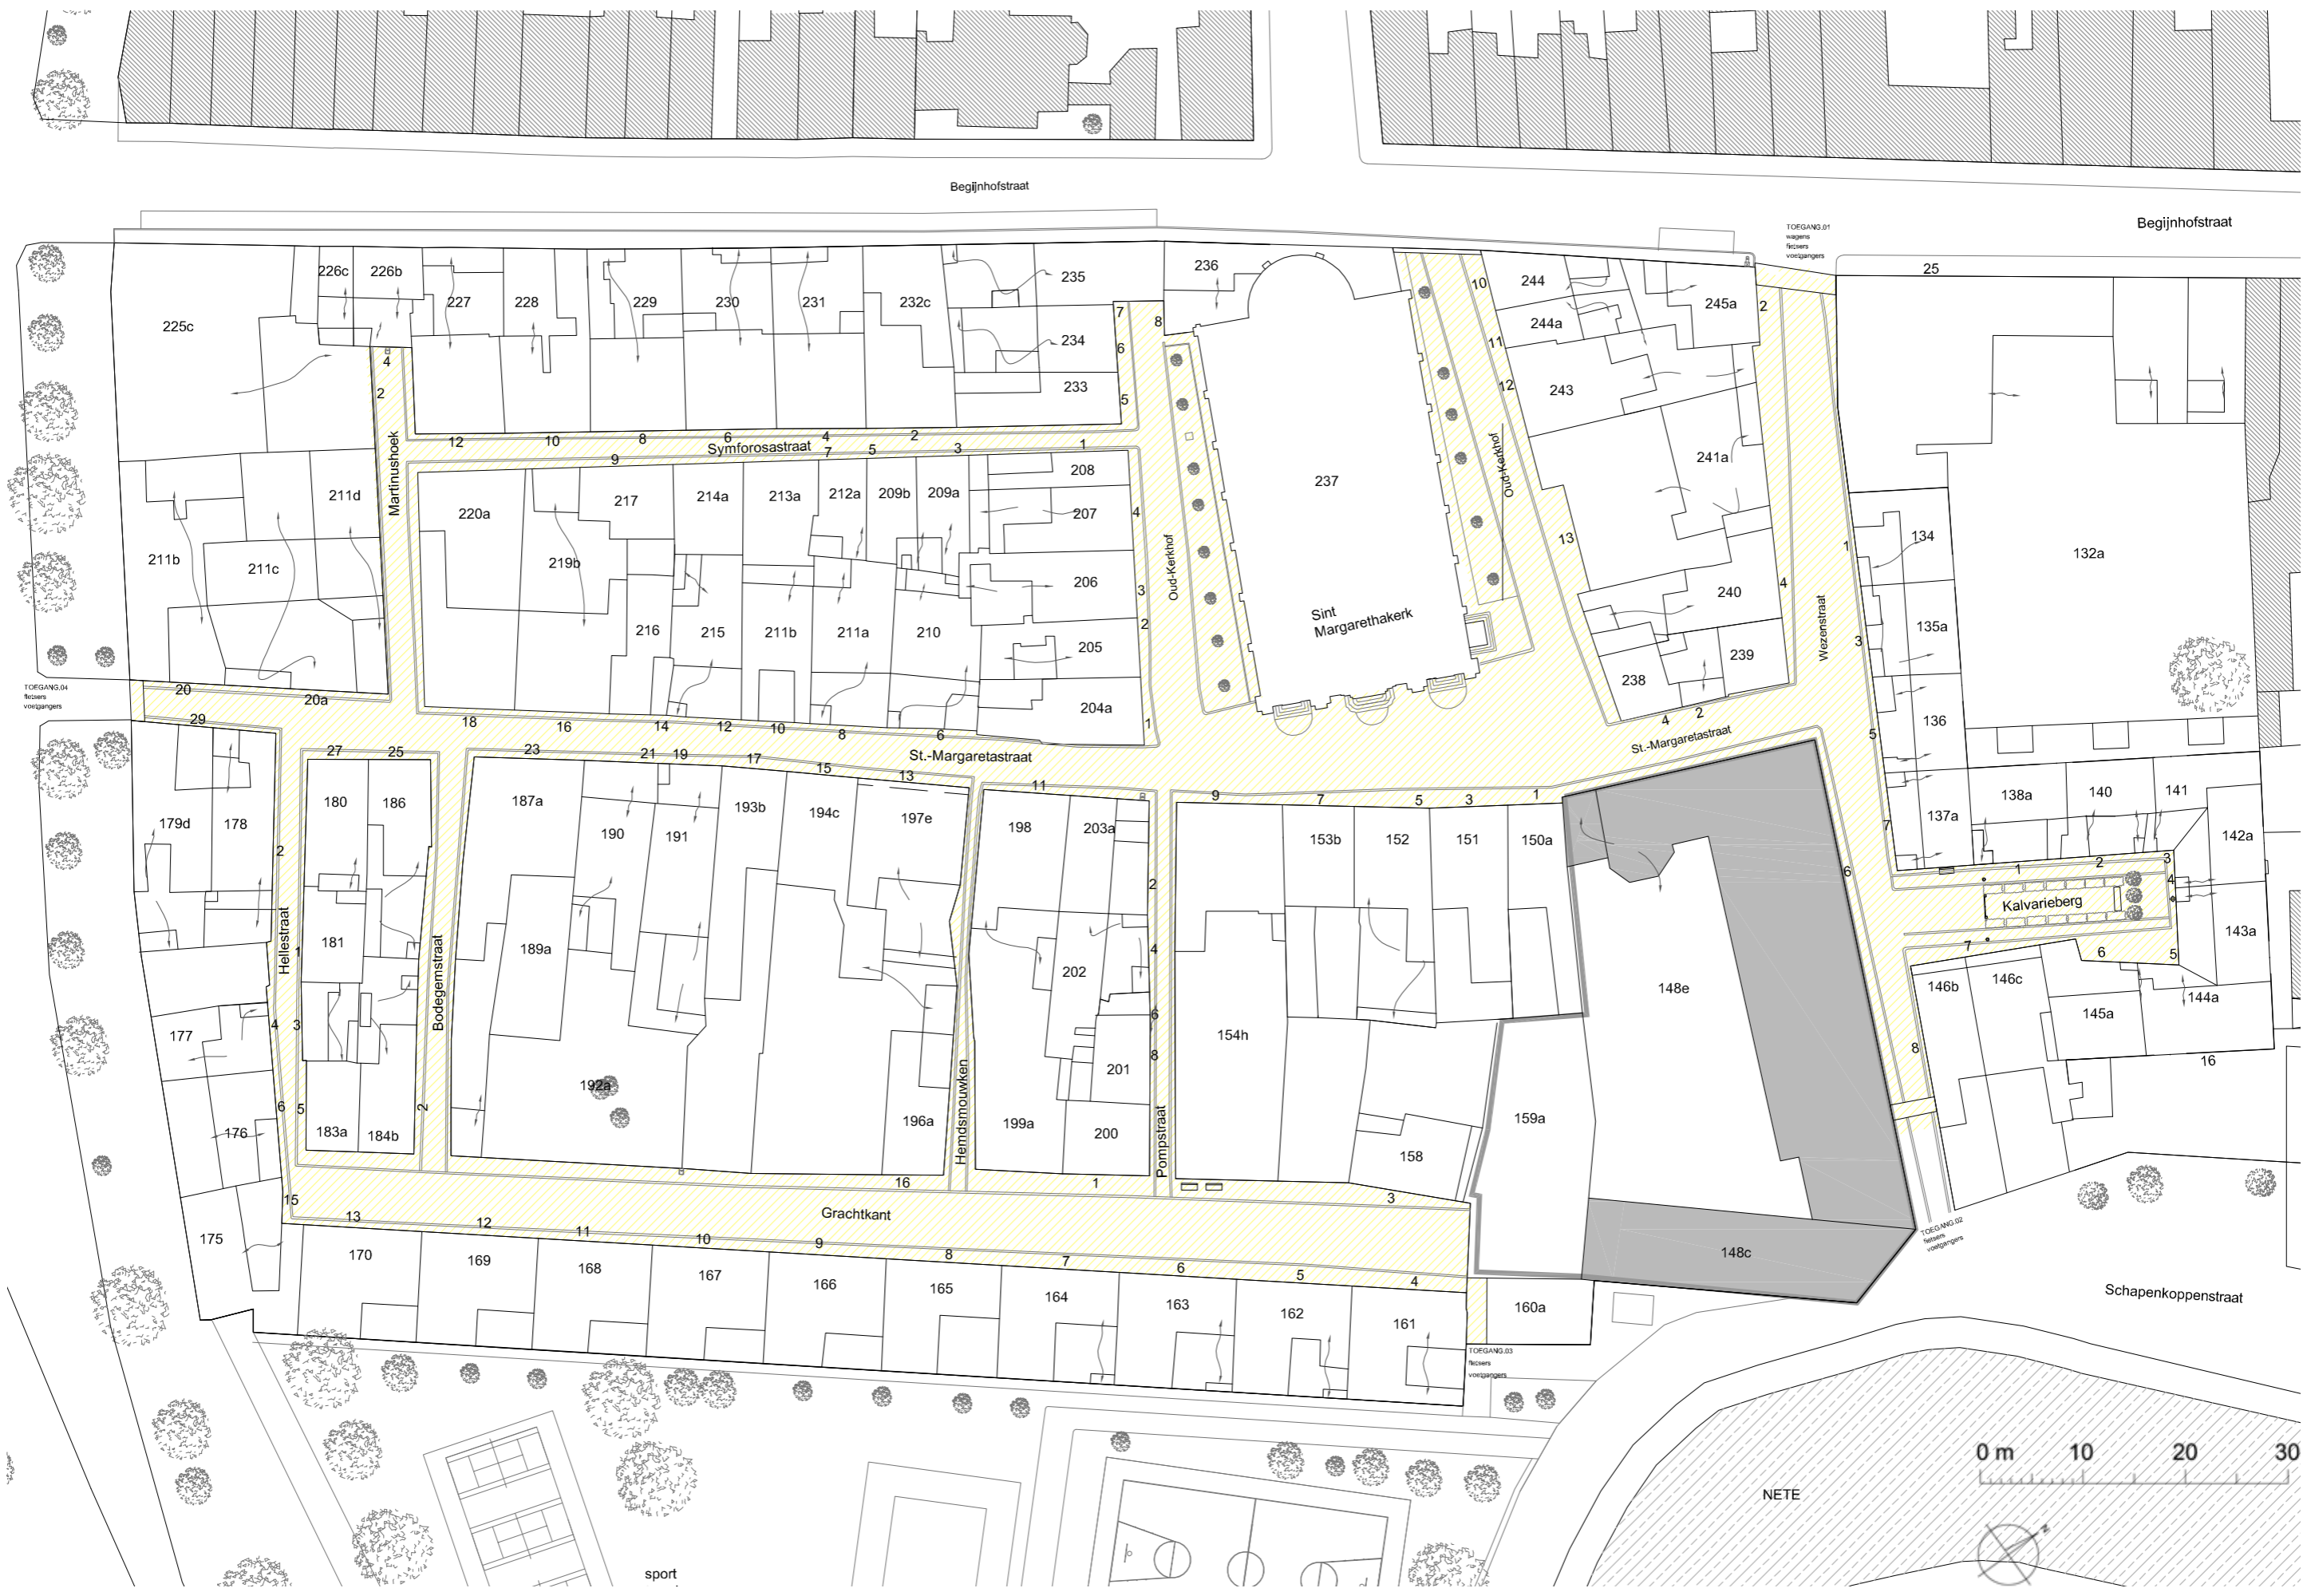 Begijnhofstraat
Begijnhofstraat
TOEGANG.01
wagens
fietsers
voetgangers
25
226c
226b
227
228
229
230
231
232c
235
236
244
10
245a
2
225c
234
7
8
6
244a
11
4
2
233
5
12
243
132a
Martinushoek
12
10
8
6
4
2
Symforosastraat
9
7
5
3
1
208
237
Oud-Kerkhof
241a
211d
220a
217
214a
213a
212a
209b
209a
207
4
13
134
1
211b
211c
219b
206
3
Oud-Kerkhof
240
4
Wezenstraat
216
215
211b
211a
210
2
205
Sint
Margarethakerk
239
238
135a
3
TOEGANG.04
fietsers
voetgangers
20
20a
204a
1
4
2
136
29
18
16
14
12
10
8
6
St.-Margaretastraat
St.-Margaretastraat
5
27
25
23
21
19
17
15
13
11
9
7
5
3
1
180
186
187a
193b
194c
197e
198
203a
153b
152
151
150a
138a
140
141
137a
7
142a
179d
178
190
191
2
2
6
1
2
3
4
Kalvarieberg
Hellestraat
181
Bodegemstraat
189a
1
202
4
143a
7
6
5
148e
146b
146c
144a
145a
16
177
4
3
154h
6
8
8
192a
Hemdsmouwken
201
6
5
2
176
183a
184b
196a
199a
200
Pompstraat
158
159a
16
1
3
15
Grachtkant
13
12
11
10
9
8
7
6
5
4
175
170
169
168
167
166
165
164
163
162
161
160a
148c
TOEGANG.02
fietsers
voetgangers
Schapenkoppenstraat
TOEGANG.03
fietsers
voetgangers
0 m 10 20 30
NETE
N
sport